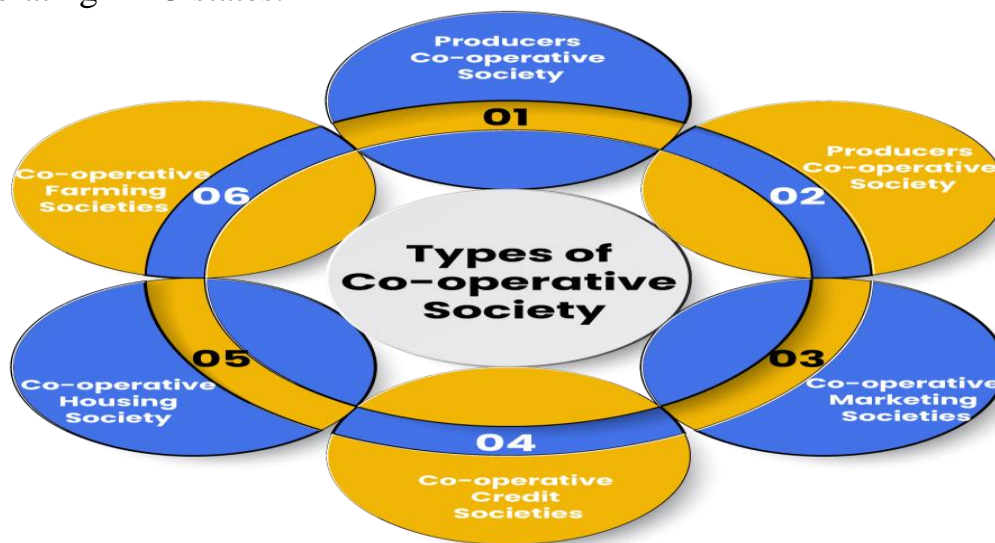 Producers
Co-operative
Society
01
Producers
Co-operative
Society
02
03
Co-operative
Marketing
Societies
04
Co-operative
Credit
Societies
05
Co-operative
Housing
Society
Co-operative
Farming
Societies
06
Types of
Co-operative
Society